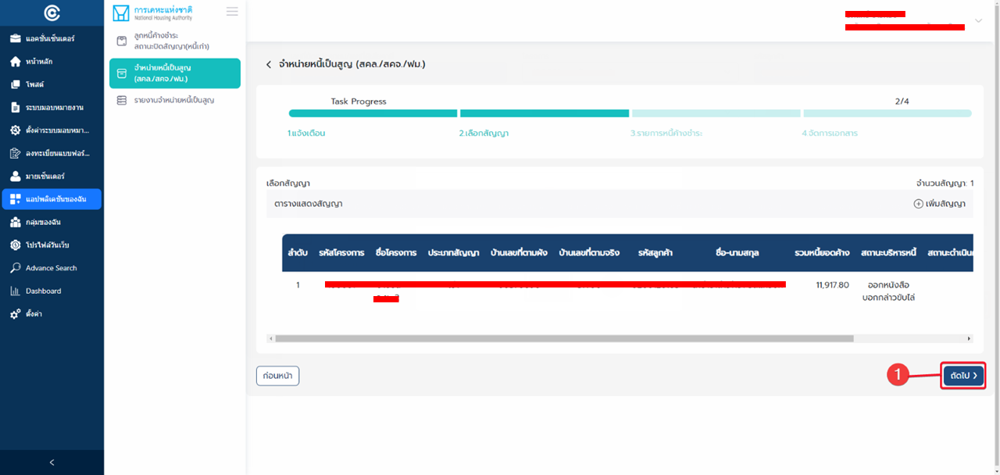 การเคหะแห่งชาติ
National Housing Authority
แอคชั่นเซ็นเตอร์
หน้าหลัก
โพสต์
ระบบมอบหมายงาน
ตั้งค่าระบบมอบหมา...
ลงทะเบียนแบบฟอร์...
มายเซ็นเตอร์
แอปพลิเคชันของฉัน
กลุ่มของฉัน
โปรไฟล์วันเว็บ
Advance Search
Dashboard
ตั้งค่า
ลูกหนี้ค้างชำระ
สถานะปิดสัญญา(หนี้เก่า)
จำหน่ายหนี้เป็นสูญ
(สคล./สคจ./ฟม.)
รายงานจำหน่ายหนี้เป็นสูญ
จำหน่ายหนี้เป็นสูญ (สคล./สคจ./ฟม.)
Task Progress 2/4
1.แจ้งเตือน 2.เลือกสัญญา 3.รายการหนี้ค้างชำระ 4.จัดการเอกสาร
เลือกสัญญา จำนวนสัญญา: 1
ตารางแสดงสัญญา เพิ่มสัญญา
ลำดับ รหัสโครงการ ชื่อโครงการ ประเภทสัญญา บ้านเลขที่ตามผัง บ้านเลขที่ตามจริง รหัสลูกค้า ชื่อ-นามสกุล รวมหนี้ยอดค้าง สถานะบริหารหนี้ สถานะดำเนิน
1 11,917.80 ออกหนังสือ
บอกกล่าวขับไล่
ก่อนหน้า 1 ถัดไป